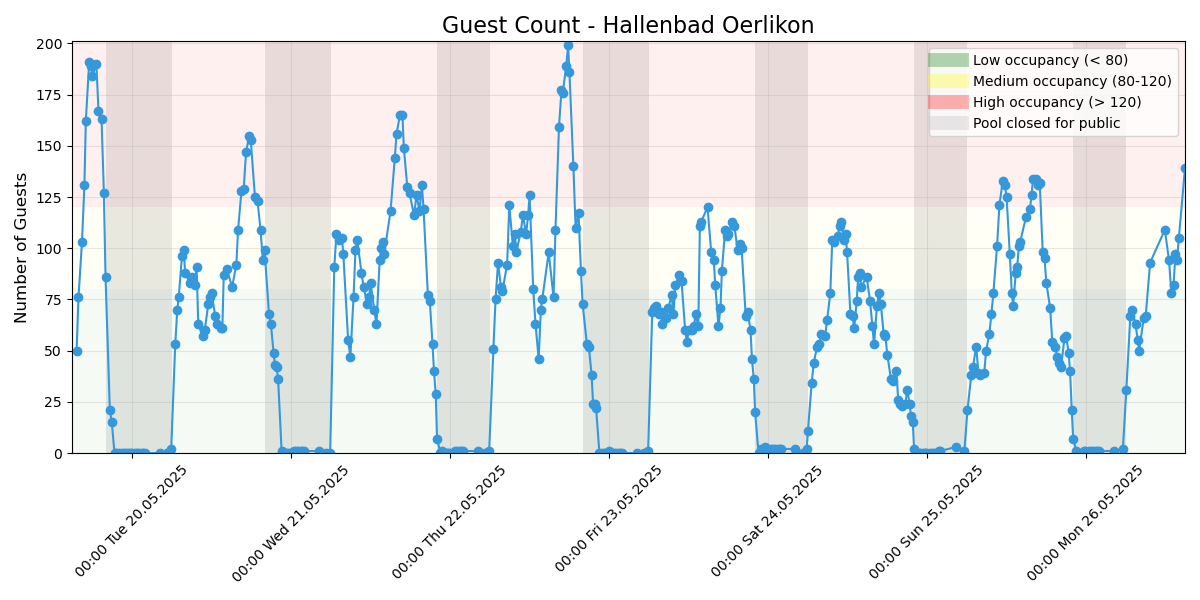 Guest Count - Hallenbad Oerlikon
Number of Guests
200
175
150
125
100
75
50
25
0
Low occupancy (< 80)
Medium occupancy (80-120)
High occupancy (> 120)
Pool closed for public
00:00 Tue 20.05.2025
00:00 Wed 21.05.2025
00:00 Thu 22.05.2025
00:00 Fri 23.05.2025
00:00 Sat 24.05.2025
00:00 Sun 25.05.2025
00:00 Mon 26.05.2025